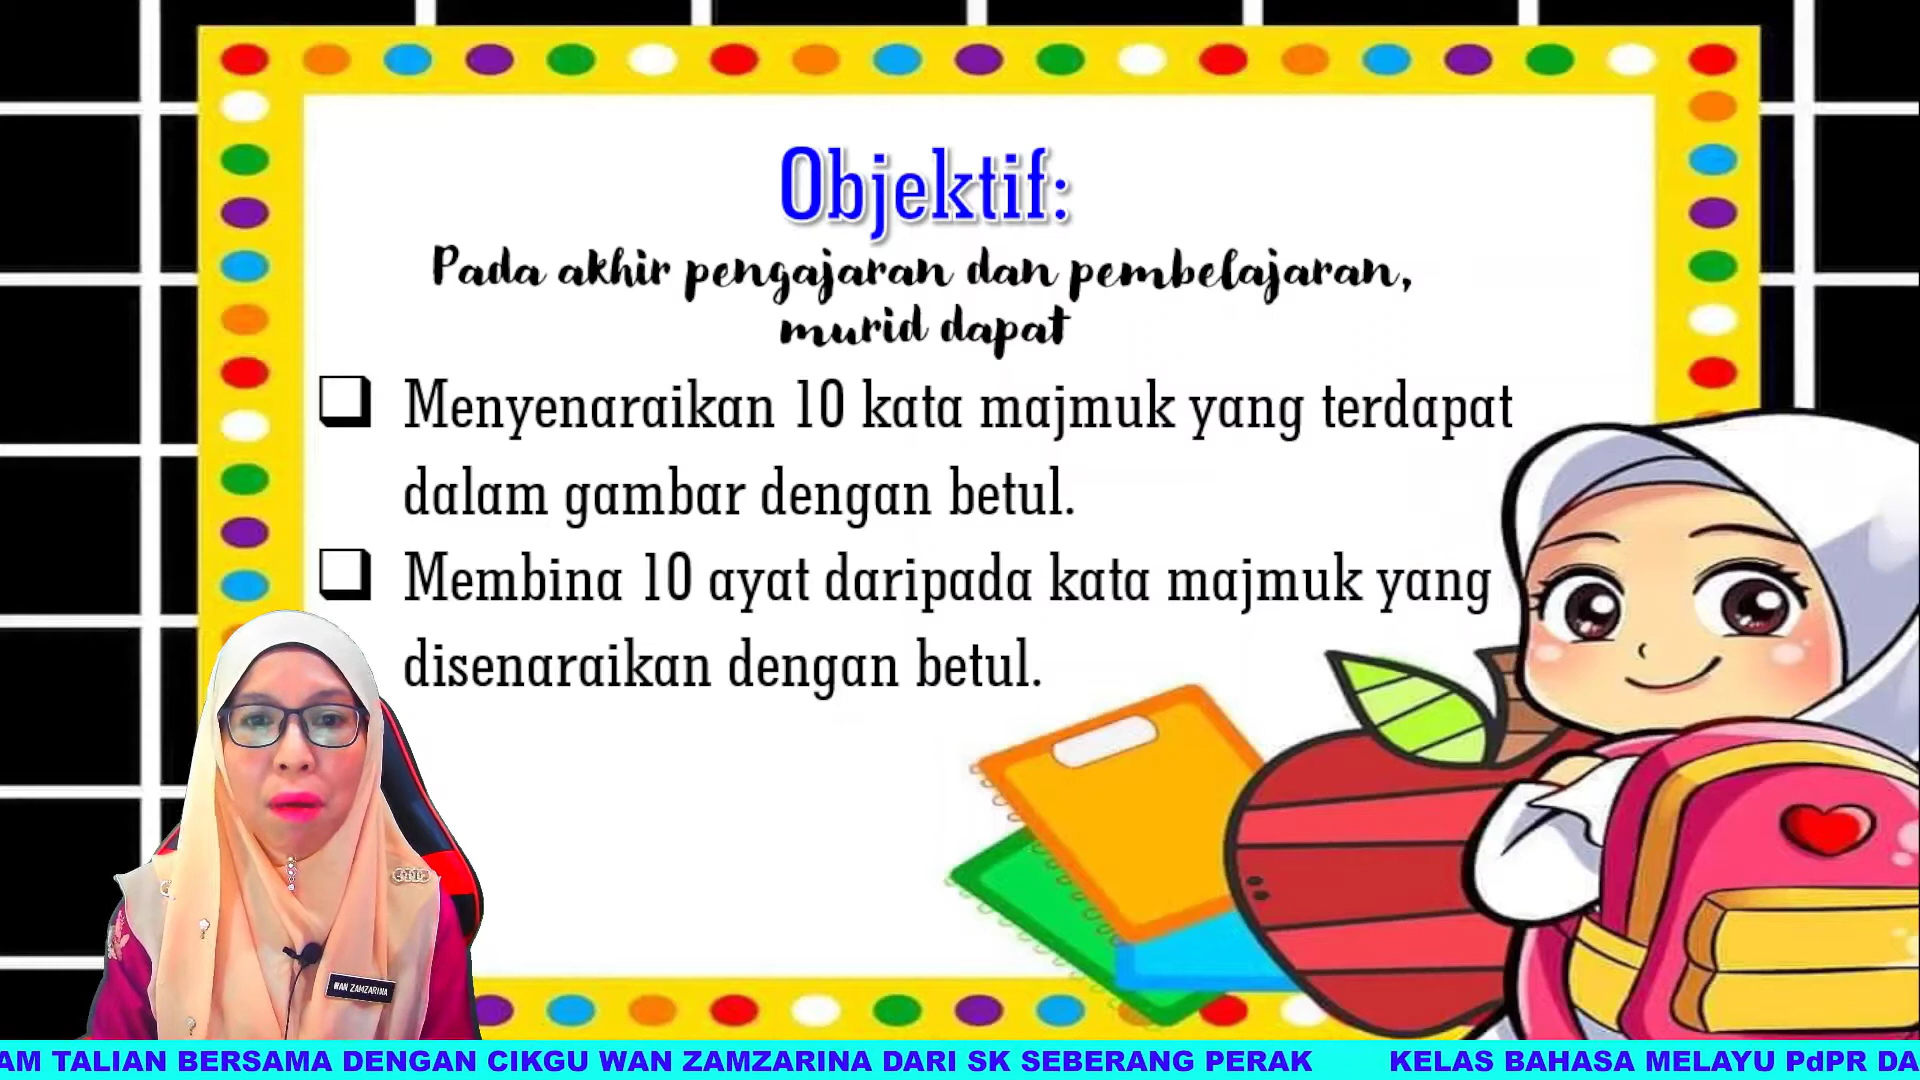 Objektif:
Pada akhir pengajaran dan pembelajaran,
murid dapat
Menyenaraikan 10 kata majmuk yang terdapat
dalam gambar dengan betul.
Membina 10 ayat daripada kata majmuk yang
disenaraikan dengan betul.
WAN ZAMZARINA
AM TALIAN BERSAMA DENGAN CIKGU WAN ZAMZARINA DARI SK SEBERANG PERAK KELAS BAHASA MELAYU PdPR DA